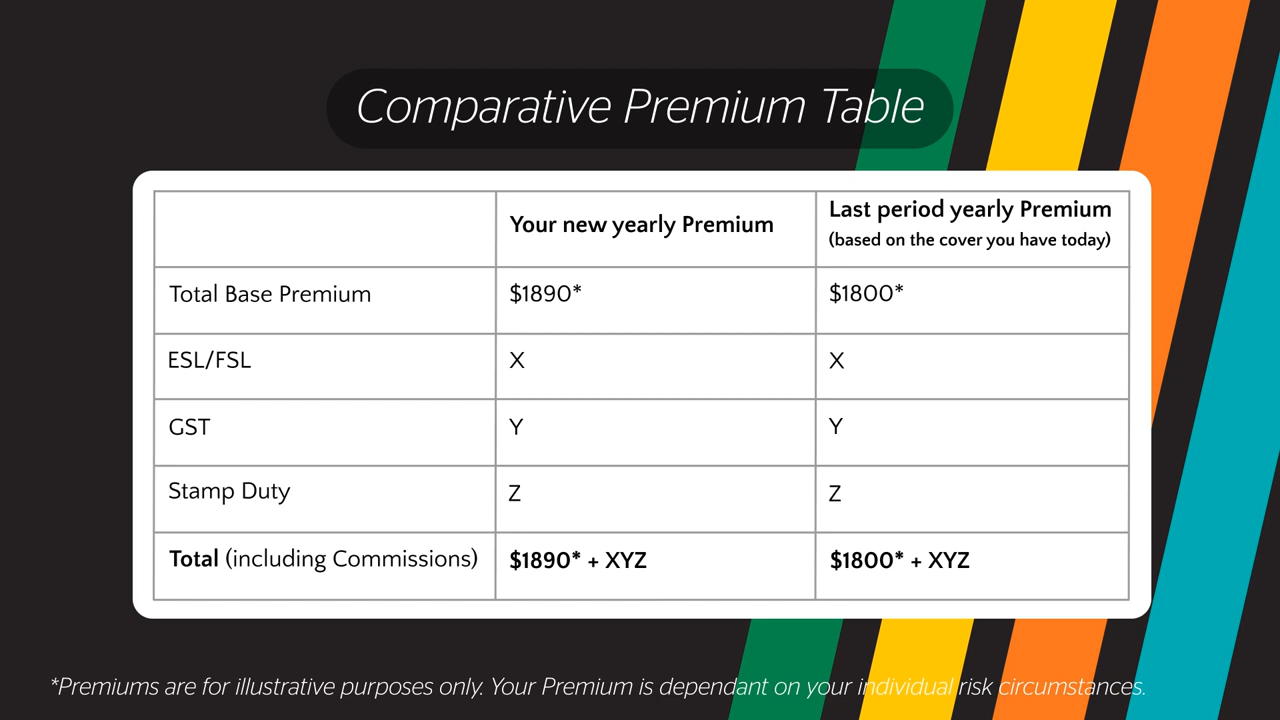 Comparative Premium Table
Your new yearly Premium
Last period yearly Premium
(based on the cover you have today)
Total Base Premium
$1890*
$1800*
ESL/FSL
X
X
GST
Y
Y
Stamp Duty
Z
Z
Total (including Commissions)
$1890* + XYZ
$1800* + XYZ
*Premiums are for illustrative purposes only. Your Premium is dependant on your individual risk circumstances.